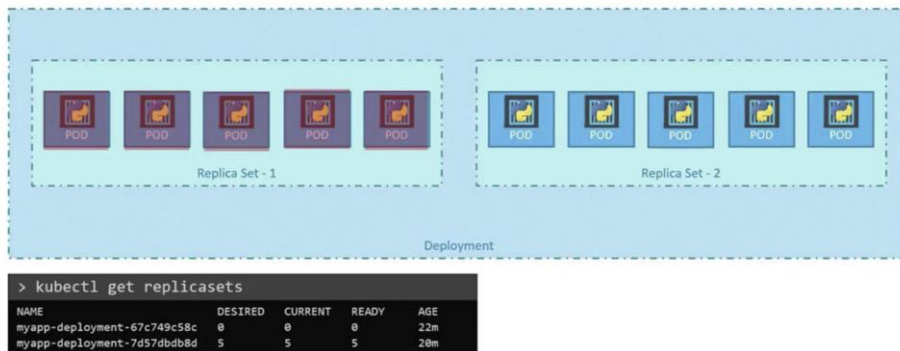 POD POD POD POD POD
POD POD POD POD POD
Replica Set - 1
Replica Set - 2
Deployment
> kubectl get replicasets
NAME DESIRED CURRENT READY AGE
myapp-deployment-67c749c58c 0 0 0 22m
myapp-deployment-7d57dbdb8d 5 5 5 20m